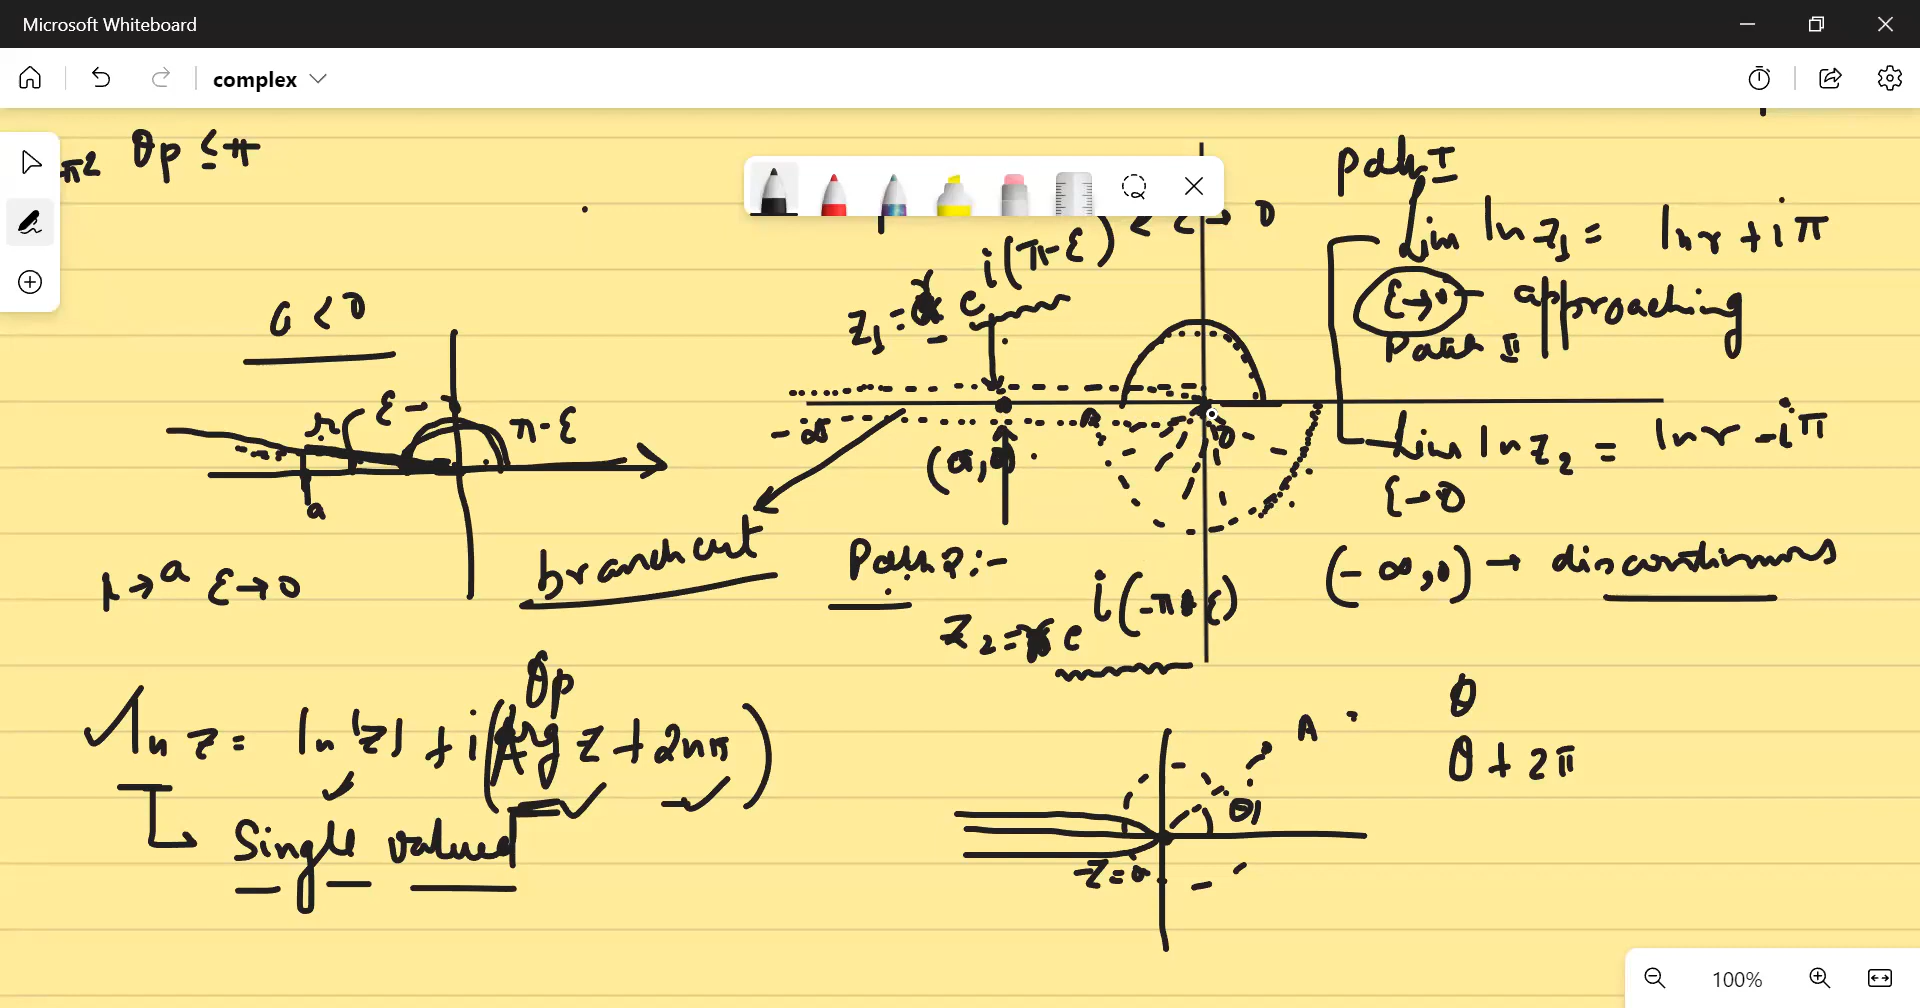 Microsoft Whiteboard
complex
θp ≤ π
a < 0
ε →
π - ε
r
a
r → a ε → 0
branch cut
z₁ = r e^{i(π-ε)}
ε → 0
- ∞
(a, 0)
0
Path 2:-
z₂ = r e^{i(-π+ε)}
Path I
lim ln z₁ = ln r + iπ
ε→0 approaching
Path II
lim ln z₂ = ln r - iπ
ε→0
(-∞, 0) → discontinuous
θp
ln z = ln |z| + i(Arg z + 2nπ)
Single valued
A
θ₁
z=0
θ
θ + 2π
100%